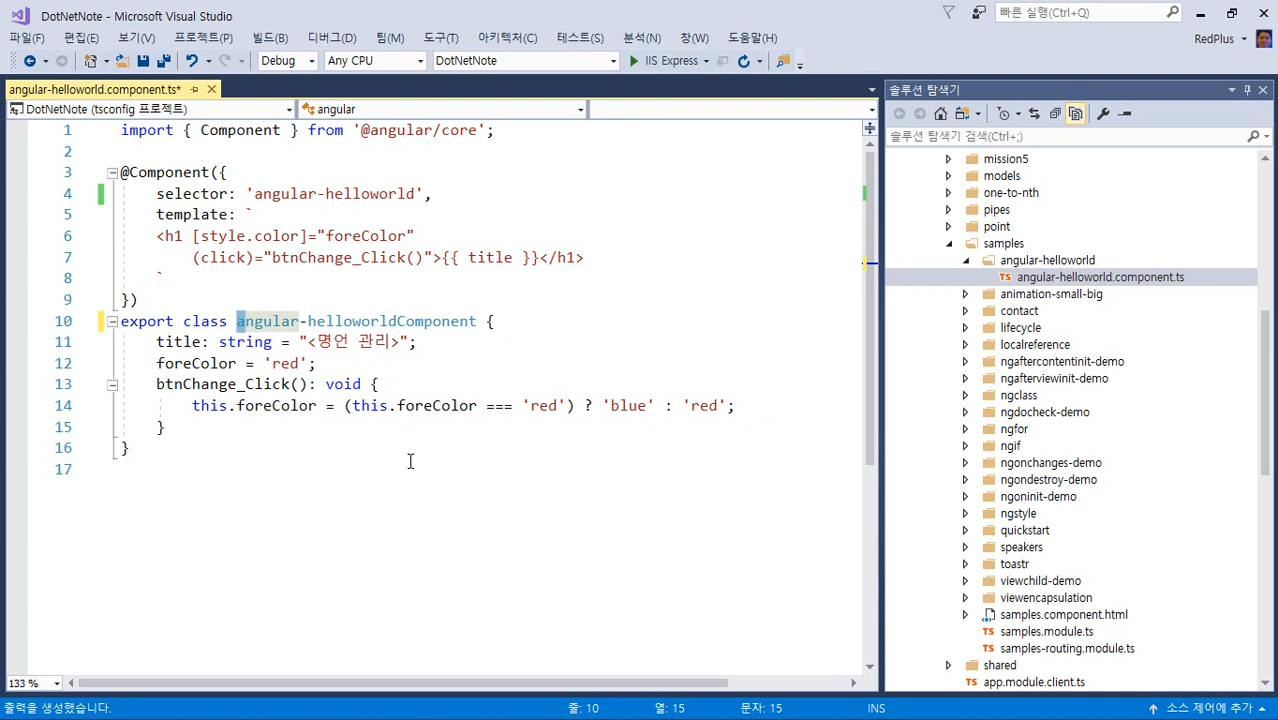 DotNetNote - Microsoft Visual Studio
빠른 실행(Ctrl+Q)
파일(F) 편집(E) 보기(V) 프로젝트(P) 빌드(B) 디버그(D) 팀(M) 도구(T) 아키텍처(C) 테스트(S) 분석(N) 창(W) 도움말(H)
RedPlus
Debug Any CPU DotNetNote IIS Express
angular-helloworld.component.ts*
DotNetNote (tsconfig 프로젝트) angular
1 import { Component } from '@angular/core';
2
3 @Component({
4 selector: 'angular-helloworld',
5 template: `
6 <h1 [style.color]="foreColor"
7 (click)="btnChange_Click()">{{ title }}</h1>
8 `
9 })
10 export class angular-helloworldComponent {
11 title: string = "<명언 관리>";
12 foreColor = 'red';
13 btnChange_Click(): void {
14 this.foreColor = (this.foreColor === 'red') ? 'blue' : 'red';
15 }
16 }
17
133 %
솔루션 탐색기
솔루션 탐색기 검색(Ctrl+;)
mission5
models
one-to-nth
pipes
point
samples
angular-helloworld
TS angular-helloworld.component.ts
animation-small-big
contact
lifecycle
localreference
ngaftercontentinit-demo
ngafterviewinit-demo
ngclass
ngdocheck-demo
ngfor
ngif
ngonchanges-demo
ngondestroy-demo
ngoninit-demo
ngstyle
quickstart
speakers
toastr
viewchild-demo
viewencapsulation
samples.component.html
TS samples.module.ts
TS samples-routing.module.ts
shared
app.module.client.ts
출력을 생성했습니다. 줄: 10 열: 15 문자: 15 INS 소스 제어에 추가